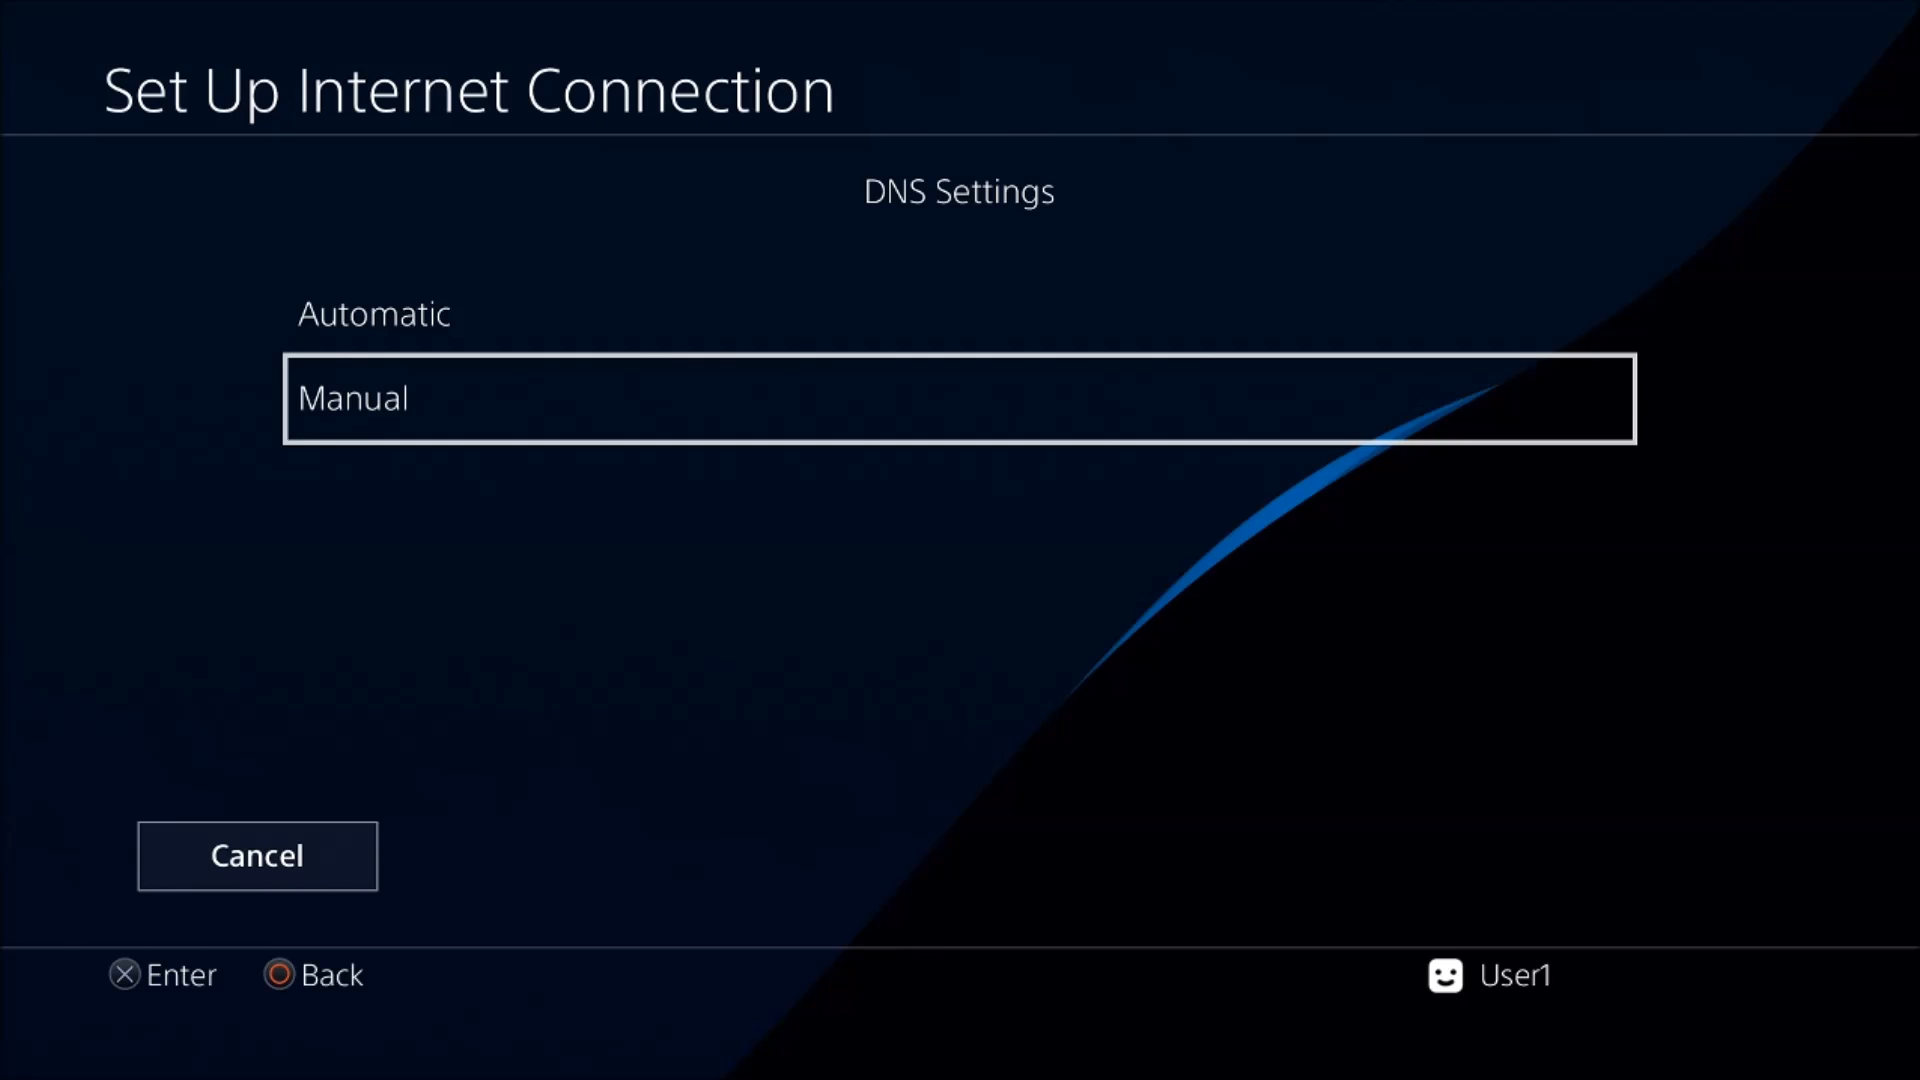 Set Up Internet Connection
DNS Settings
Automatic
Manual
Cancel
Enter Back User1